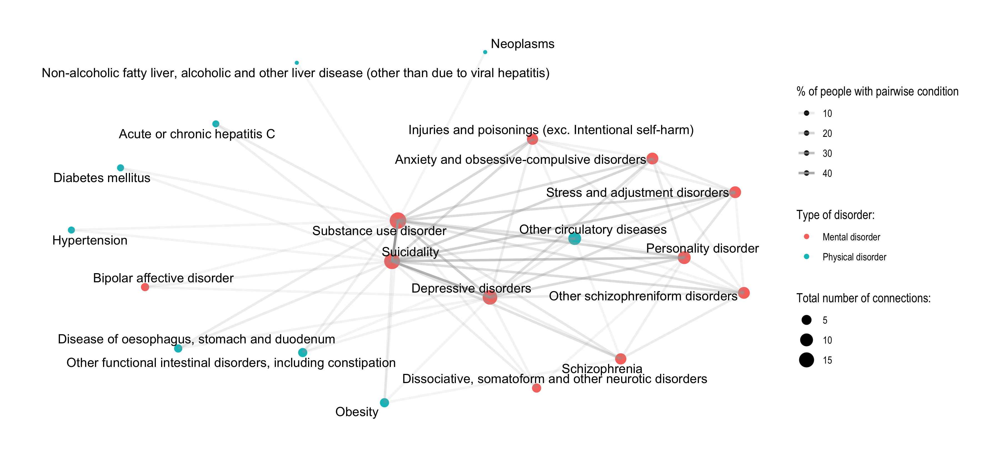 Neoplasms
Non-alcoholic fatty liver, alcoholic and other liver disease (other than due to viral hepatitis)
Acute or chronic hepatitis C
Injuries and poisonings (exc. Intentional self-harm)
Anxiety and obsessive-compulsive disorders
Diabetes mellitus
Stress and adjustment disorders
Substance use disorder
Other circulatory diseases
Hypertension
Suicidality
Personality disorder
Bipolar affective disorder
Depressive disorders
Other schizophreniform disorders
Disease of oesophagus, stomach and duodenum
Other functional intestinal disorders, including constipation
Schizophrenia
Dissociative, somatoform and other neurotic disorders
Obesity
% of people with pairwise condition
10
20
30
40
Type of disorder:
Mental disorder
Physical disorder
Total number of connections:
5
10
15